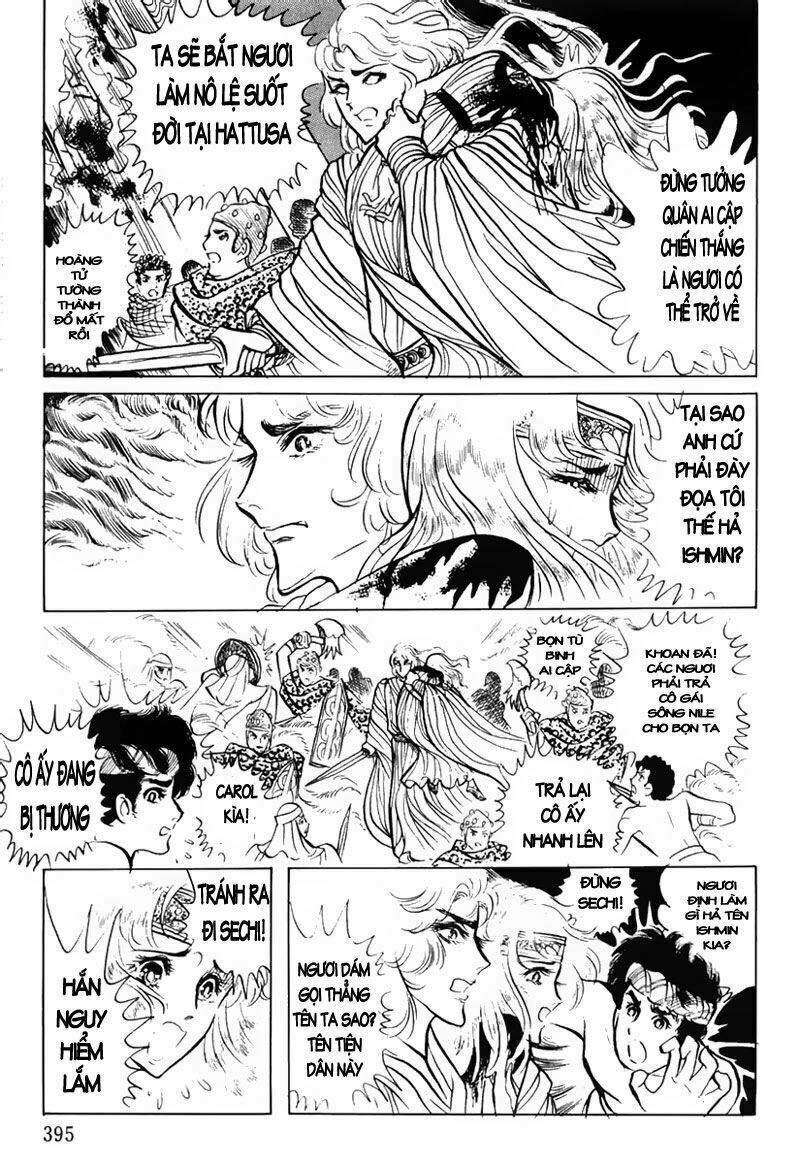 TA SẼ BẮT NGƯƠI
LÀM NÔ LỆ SUỐT
ĐỜI TẠI HATTUSA
ĐỪNG TƯỞNG
QUÂN AI CẬP
CHIẾN THẮNG
LÀ NGƯƠI CÓ
THỂ TRỞ VỀ
HOÀNG
TỬ
TƯỜNG
THÀNH
ĐỔ MẤT
RỒI
TẠI SAO
ANH CỨ
PHẢI ĐÀY
ĐỌA TÔI
THẾ HẢ
ISHMIN?
BỌN TÙ
BINH
AI CẬP
KHOAN ĐÃ!
CÁC NGƯƠI
PHẢI TRẢ
CÔ GÁI
SÔNG NILE
CHO BỌN TA
CÔ ẤY ĐANG
BỊ THƯƠNG
CAROL
KÌA!
TRẢ LẠI
CÔ ẤY
NHANH LÊN
TRÁNH RA
ĐI SECHI!
HẮN
NGUY
HIỂM
LẮM
ĐỪNG
SECHI!
NGƯƠI
ĐỊNH LÀM
GÌ HẢ TÊN
ISHMIN
KIA?
NGƯƠI DÁM
GỌI THẲNG
TÊN TA SAO?
TÊN TIỆN
DÂN NÀY
395